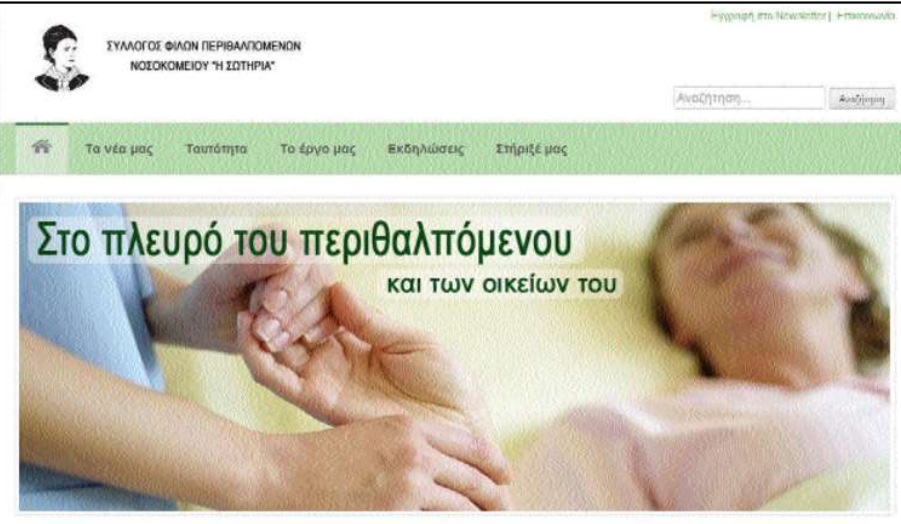 Εγγραφή στο Newsletter | Επικοινωνία
ΣΥΛΛΟΓΟΣ ΦΙΛΩΝ ΠΕΡΙΘΑΛΠΟΜΕΝΩΝ
ΝΟΣΟΚΟΜΕΙΟΥ "Η ΣΩΤΗΡΙΑ"
Αναζήτηση... Αναζήτηση
Τα νέα μας Ταυτότητα Το έργο μας Εκδηλώσεις Στήριξέ μας
Στο πλευρό του περιθαλπόμενου
και των οικείων του